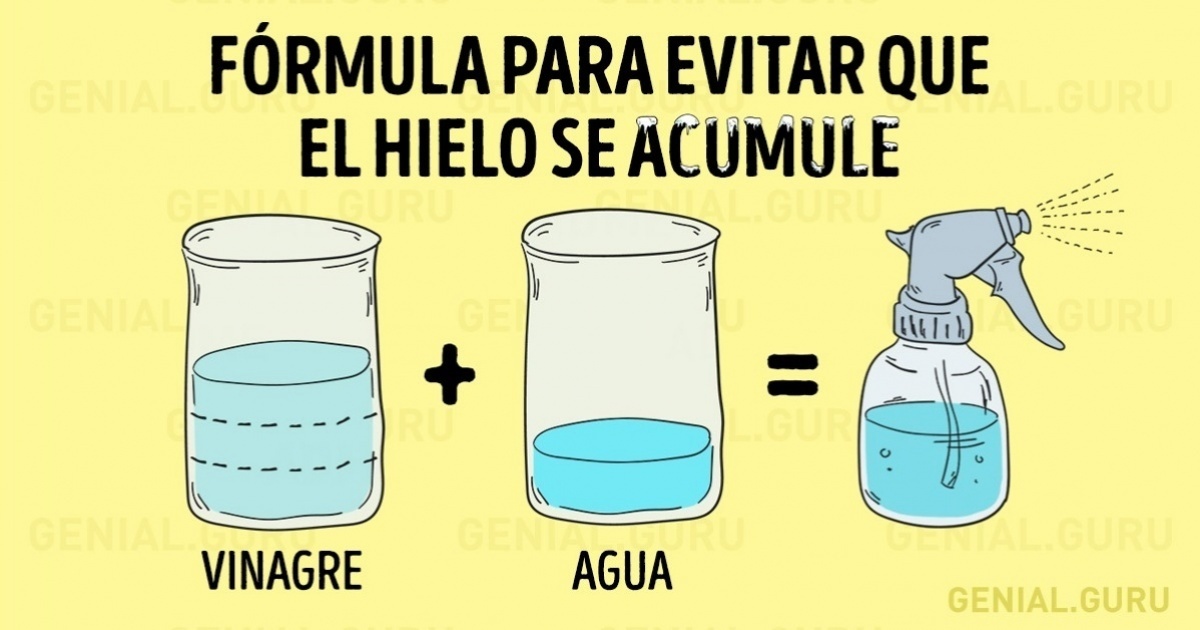 FÓRMULA PARA EVITAR QUE
EL HIELO SE ACUMULE
VINAGRE
AGUA
GENIAL.GURU